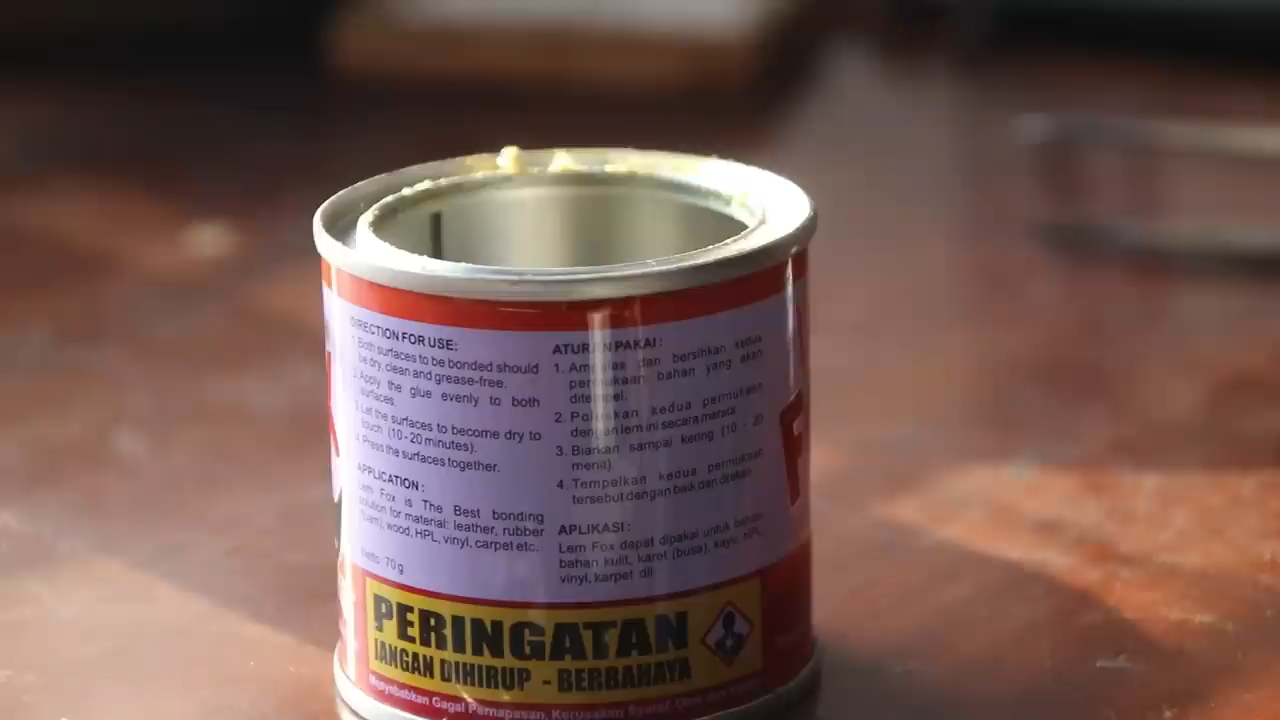 DIRECTION FOR USE:
1. Both surfaces to be bonded should
be dry, clean and grease-free.
2. Apply the glue evenly to both
surfaces.
3. Let the surfaces to become dry to
touch (10-20 minutes).
4. Press the surfaces together.
APPLICATION :
Lem Fox is The Best bonding
solution for material: leather, rubber
(foam), wood, HPL, vinyl, carpet etc.
Netto : 70 g
ATURAN PAKAI :
1. Amplas dan bersihkan kedua
permukaan bahan yang akan
ditempel.
2. Poleskan kedua permukaan
dengan lem ini secara merata.
3. Biarkan sampai kering (10 - 20
menit)
4. Tempelkan kedua permukaan
tersebut dengan baik dan ditekan
APLIKASI :
Lem Fox dapat dipakai untuk bahan-
bahan kulit, karet (busa), kayu, HPL,
vinyl, karpet dll
PERINGATAN
JANGAN DIHIRUP - BERBAHAYA
Menyebabkan Gagal Pernapasan, Kerusakan Syaraf,